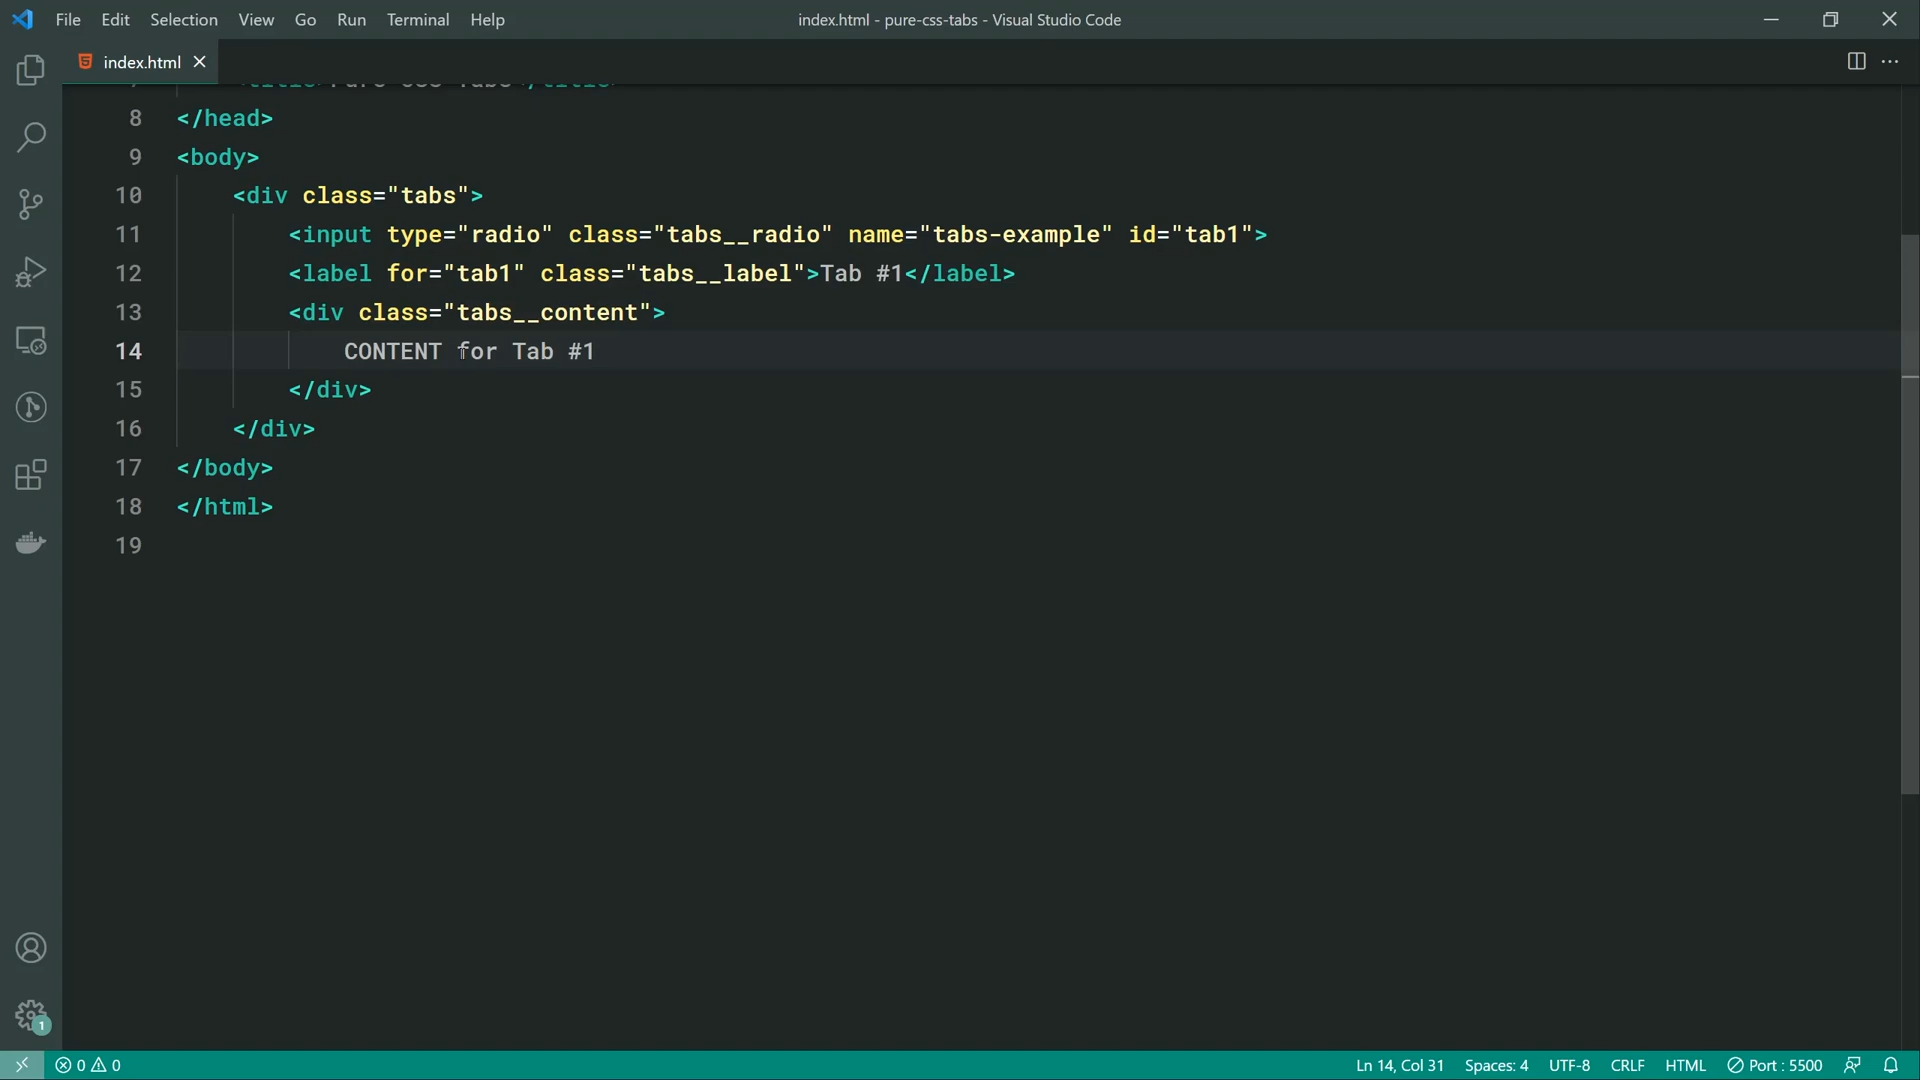 File Edit Selection View Go Run Terminal Help
index.html - pure-css-tabs - Visual Studio Code
index.html
8 </head>
9 <body>
10 <div class="tabs">
11 <input type="radio" class="tabs__radio" name="tabs-example" id="tab1">
12 <label for="tab1" class="tabs__label">Tab #1</label>
13 <div class="tabs__content">
14 CONTENT for Tab #1
15 </div>
16 </div>
17 </body>
18 </html>
19
1
0 0 Ln 14, Col 31 Spaces: 4 UTF-8 CRLF HTML Port : 5500